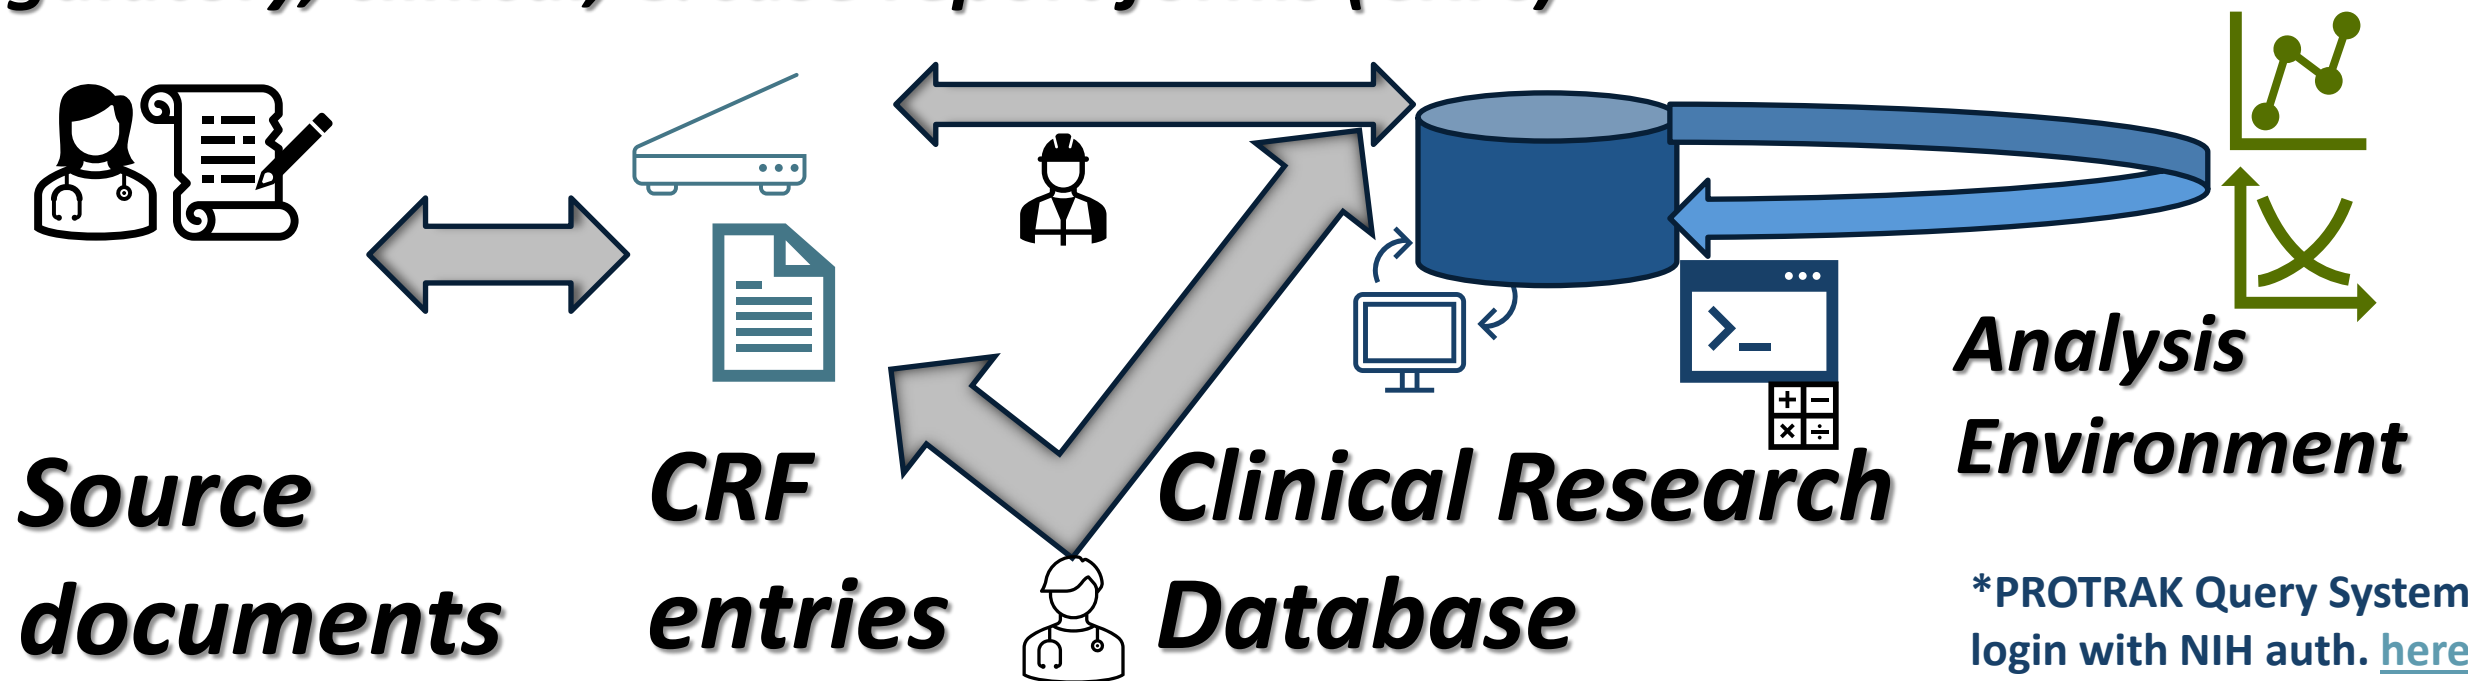 Source
documents
CRF
entries
Clinical Research
Database
Analysis
Environment
*PROTRAK Query System
login with NIH auth. here